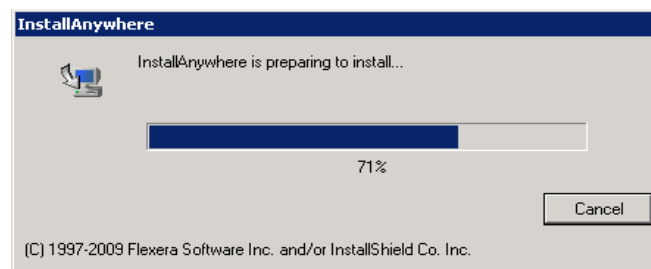 InstallAnywhere
InstallAnywhere is preparing to install...
71%
Cancel
(C) 1997-2009 Flexera Software Inc. and/or InstallShield Co. Inc.